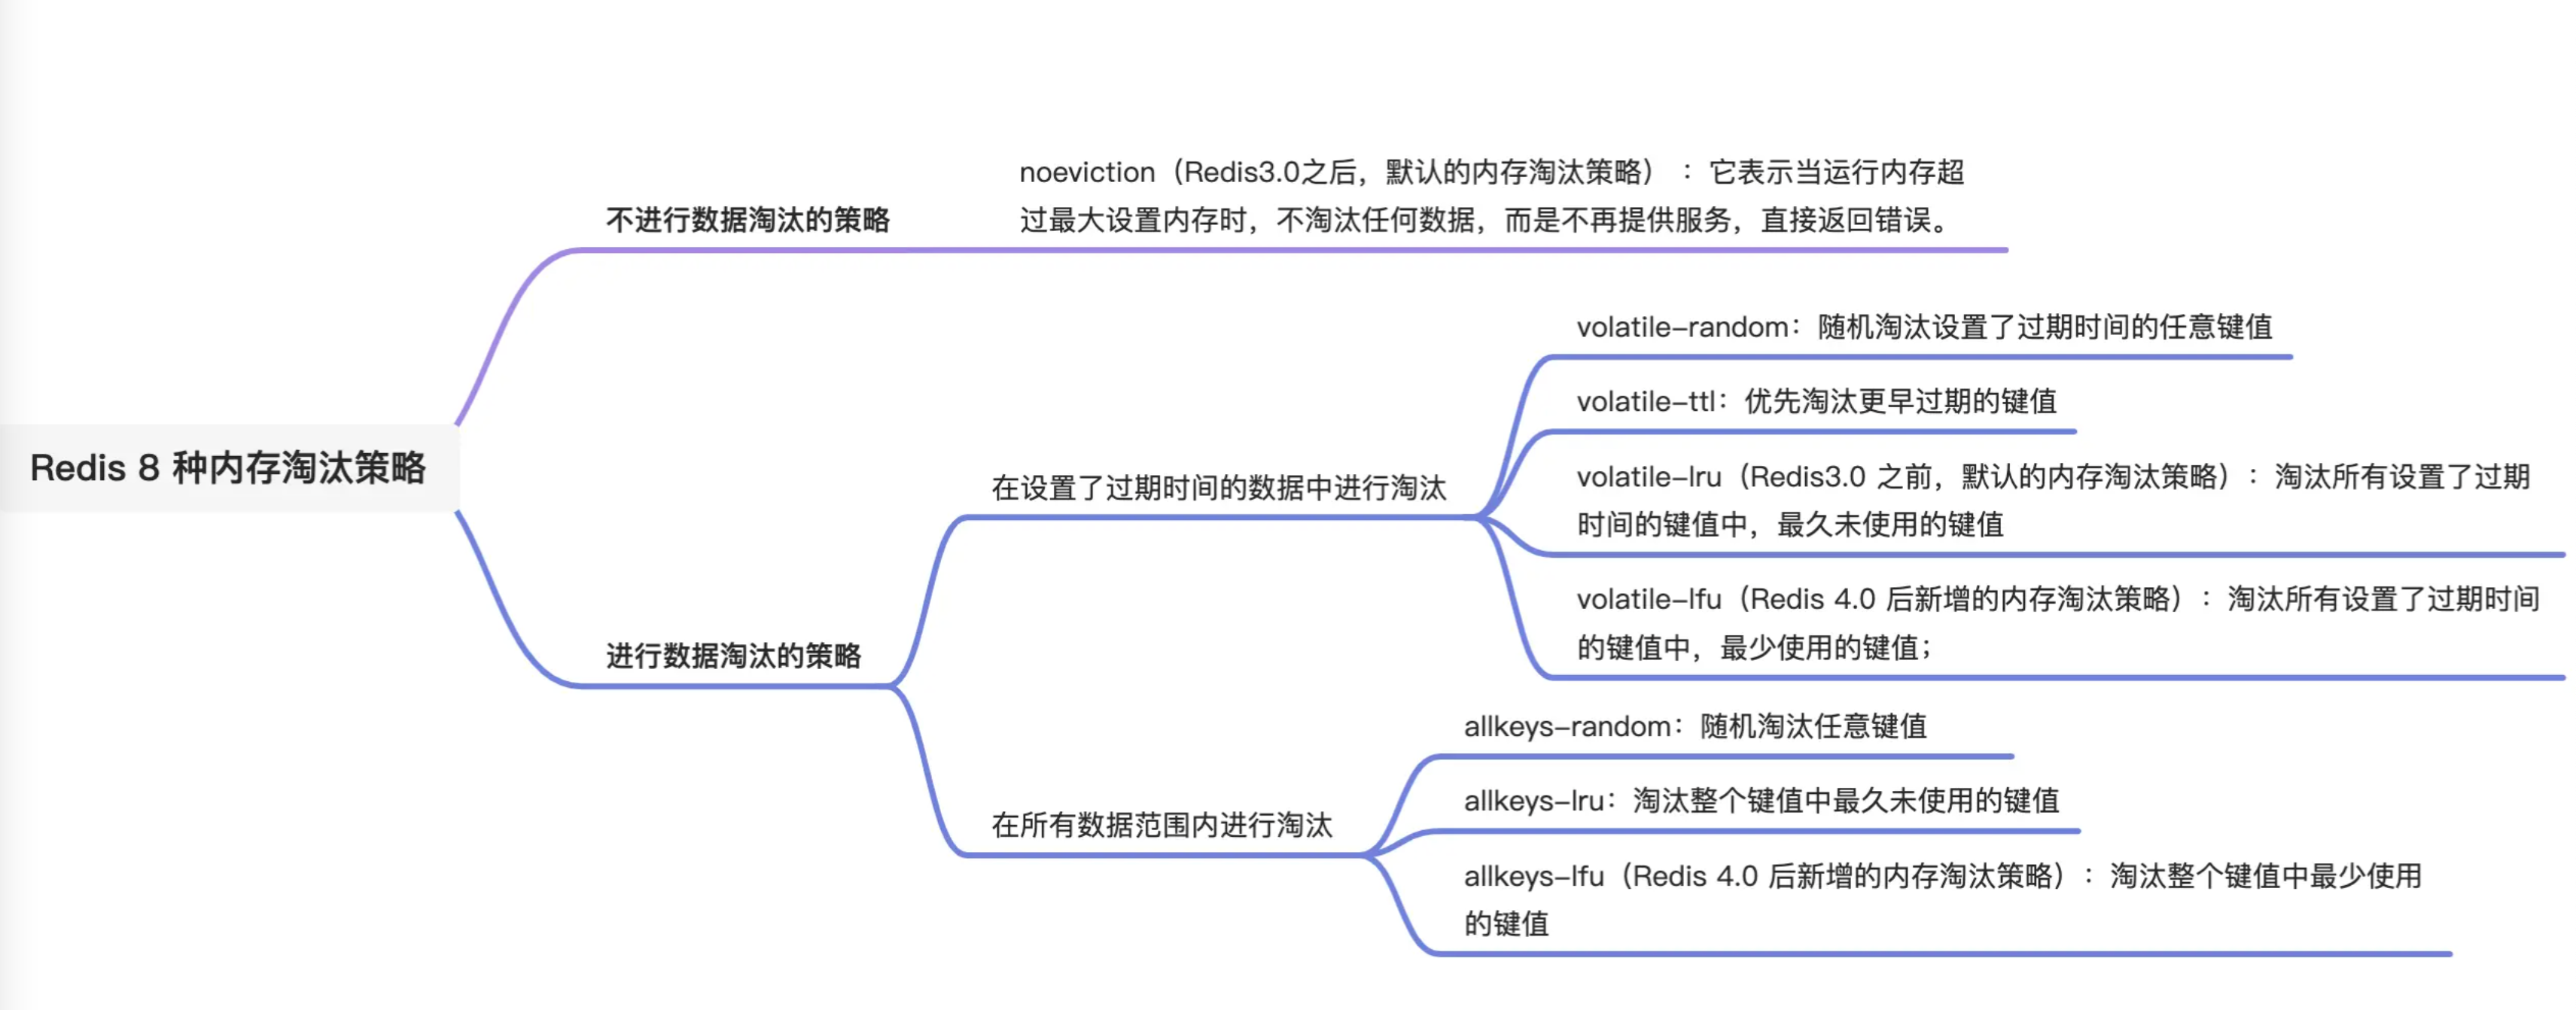 Redis 8 种内存淘汰策略
不进行数据淘汰的策略
noeviction（Redis3.0之后，默认的内存淘汰策略）：它表示当运行内存超
过最大设置内存时，不淘汰任何数据，而是不再提供服务，直接返回错误。
进行数据淘汰的策略
在设置了过期时间的数据中进行淘汰
volatile-random：随机淘汰设置了过期时间的任意键值
volatile-ttl：优先淘汰更早过期的键值
volatile-lru（Redis3.0 之前，默认的内存淘汰策略）：淘汰所有设置了过期
时间的键值中，最久未使用的键值
volatile-lfu（Redis 4.0 后新增的内存淘汰策略）：淘汰所有设置了过期时间
的键值中，最少使用的键值；
在所有数据范围内进行淘汰
allkeys-random：随机淘汰任意键值
allkeys-lru：淘汰整个键值中最久未使用的键值
allkeys-lfu（Redis 4.0 后新增的内存淘汰策略）：淘汰整个键值中最少使用
的键值